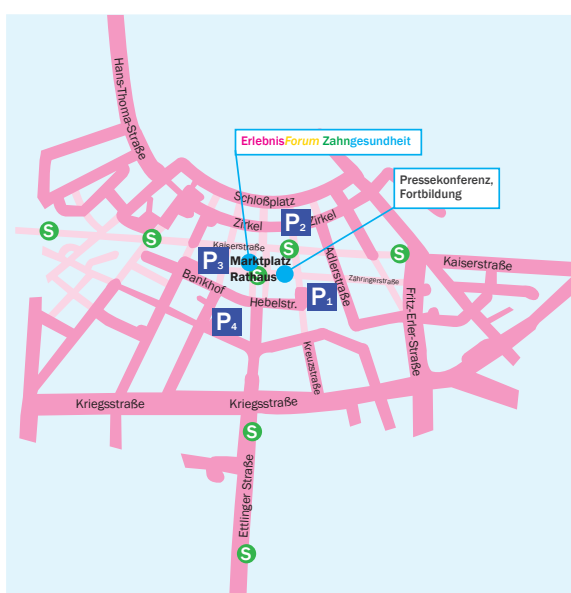 Hans-Thoma-Straße
ErlebnisForum Zahngesundheit
Pressekonferenz,
Fortbildung
Schloßplatz
Zirkel
P2
Zirkel
S
S
Kaiserstraße
S
S
P3
Marktplatz
Rathaus
S
Adlerstraße
Zähringerstraße
Kaiserstraße
Bankhof
Hebelstr.
P1
Fritz-Erler-Straße
P4
Kreuzstraße
Kriegsstraße
Kriegsstraße
S
Ettlinger Straße
S